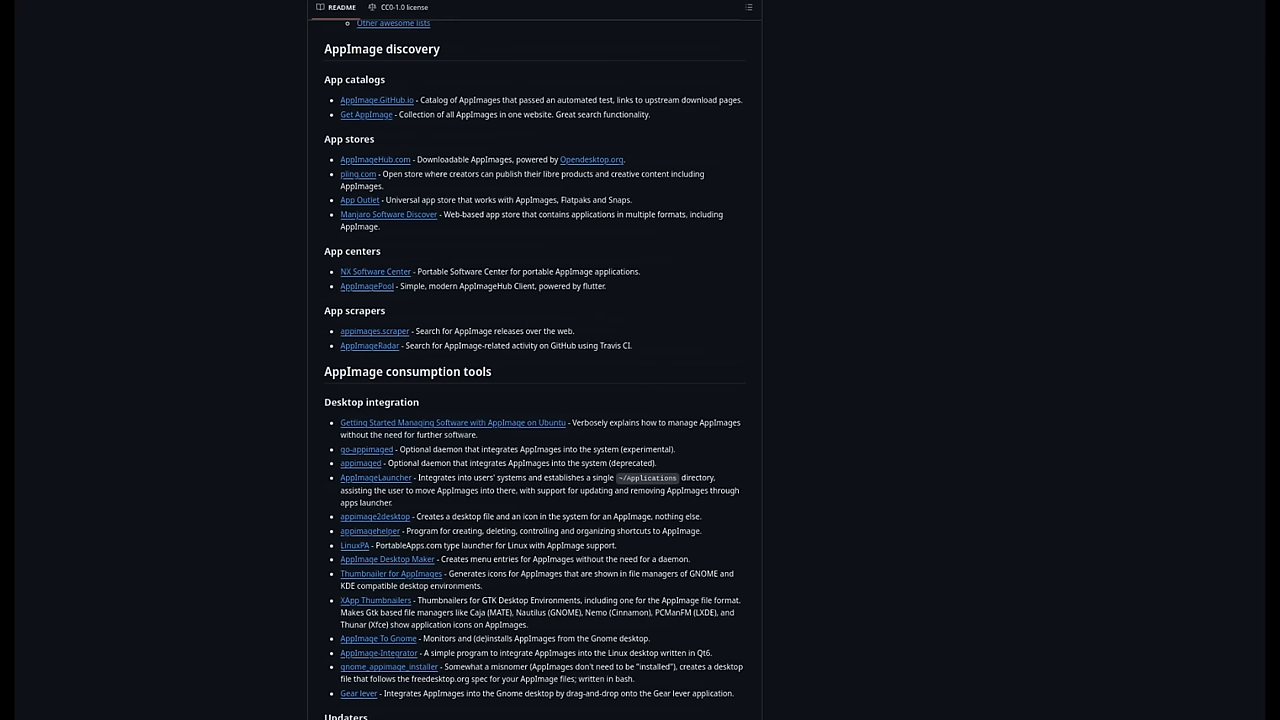 README CC0-1.0 license
Other awesome lists
AppImage discovery
App catalogs
AppImage.GitHub.io - Catalog of AppImages that passed an automated test, links to upstream download pages.
Get AppImage - Collection of all AppImages in one website. Great search functionality.
App stores
AppImageHub.com - Downloadable AppImages, powered by Opendesktop.org.
pling.com - Open store where creators can publish their libre products and creative content including
AppImages.
App Outlet - Universal app store that works with AppImages, Flatpaks and Snaps.
Manjaro Software Discover - Web-based app store that contains applications in multiple formats, including
AppImage.
App centers
NX Software Center - Portable Software Center for portable AppImage applications.
AppImagePool - Simple, modern AppImageHub Client, powered by flutter.
App scrapers
appimages.scraper - Search for AppImage releases over the web.
AppImageRadar - Search for AppImage-related activity on GitHub using Travis CI.
AppImage consumption tools
Desktop integration
Getting Started Managing Software with AppImage on Ubuntu - Verbosely explains how to manage AppImages
without the need for further software.
go-appimaged - Optional daemon that integrates AppImages into the system (experimental).
appimaged - Optional daemon that integrates AppImages into the system (deprecated).
AppImageLauncher - Integrates into users' systems and establishes a single ~/Applications directory,
assisting the user to move AppImages into there, with support for updating and removing AppImages through
apps launcher.
appimage2desktop - Creates a desktop file and an icon in the system for an AppImage, nothing else.
appimagehelper - Program for creating, deleting, controlling and organizing shortcuts to AppImage.
LinuxPA - PortableApps.com type launcher for Linux with AppImage support.
AppImage Desktop Maker - Creates menu entries for AppImages without the need for a daemon.
Thumbnailer for AppImages - Generates icons for AppImages that are shown in file managers of GNOME and
KDE compatible desktop environments.
XApp Thumbnailers - Thumbnailers for GTK Desktop Environments, including one for the AppImage file format.
Makes Gtk based file managers like Caja (MATE), Nautilus (GNOME), Nemo (Cinnamon), PCManFM (LXDE), and
Thunar (Xfce) show application icons on AppImages.
AppImage To Gnome - Monitors and (de)installs AppImages from the Gnome desktop.
AppImage-Integrator - A simple program to integrate AppImages into the Linux desktop written in Qt6.
gnome_appimage_installer - Somewhat a misnomer (AppImages don't need to be "installed"), creates a desktop
file that follows the freedesktop.org spec for your AppImage files; written in bash.
Gear lever - Integrates AppImages into the Gnome desktop by drag-and-drop onto the Gear lever application.
Updaters